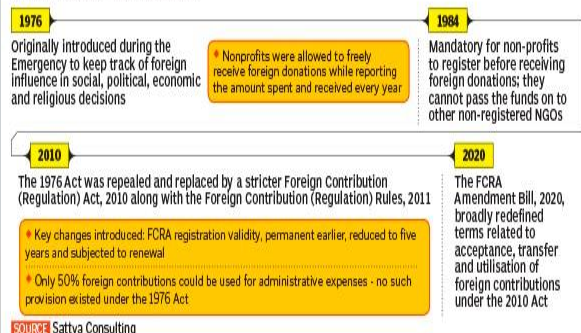 1976
Originally introduced during the
Emergency to keep track of foreign
influence in social, political, economic
and religious decisions
• Nonprofits were allowed to freely
receive foreign donations while reporting
the amount spent and received every year
1984
Mandatory for non-profits
to register before receiving
foreign donations; they
cannot pass the funds on to
other non-registered NGOs
2010
The 1976 Act was repealed and replaced by a stricter Foreign Contribution
(Regulation) Act, 2010 along with the Foreign Contribution (Regulation) Rules, 2011
• Key changes introduced: FCRA registration validity, permanent earlier, reduced to five
years and subjected to renewal
• Only 50% foreign contributions could be used for administrative expenses - no such
provision existed under the 1976 Act
2020
The FCRA
Amendment Bill, 2020,
broadly redefined
terms related to
acceptance, transfer
and utilisation of
foreign contributions
under the 2010 Act
SOURCE Sattva Consulting